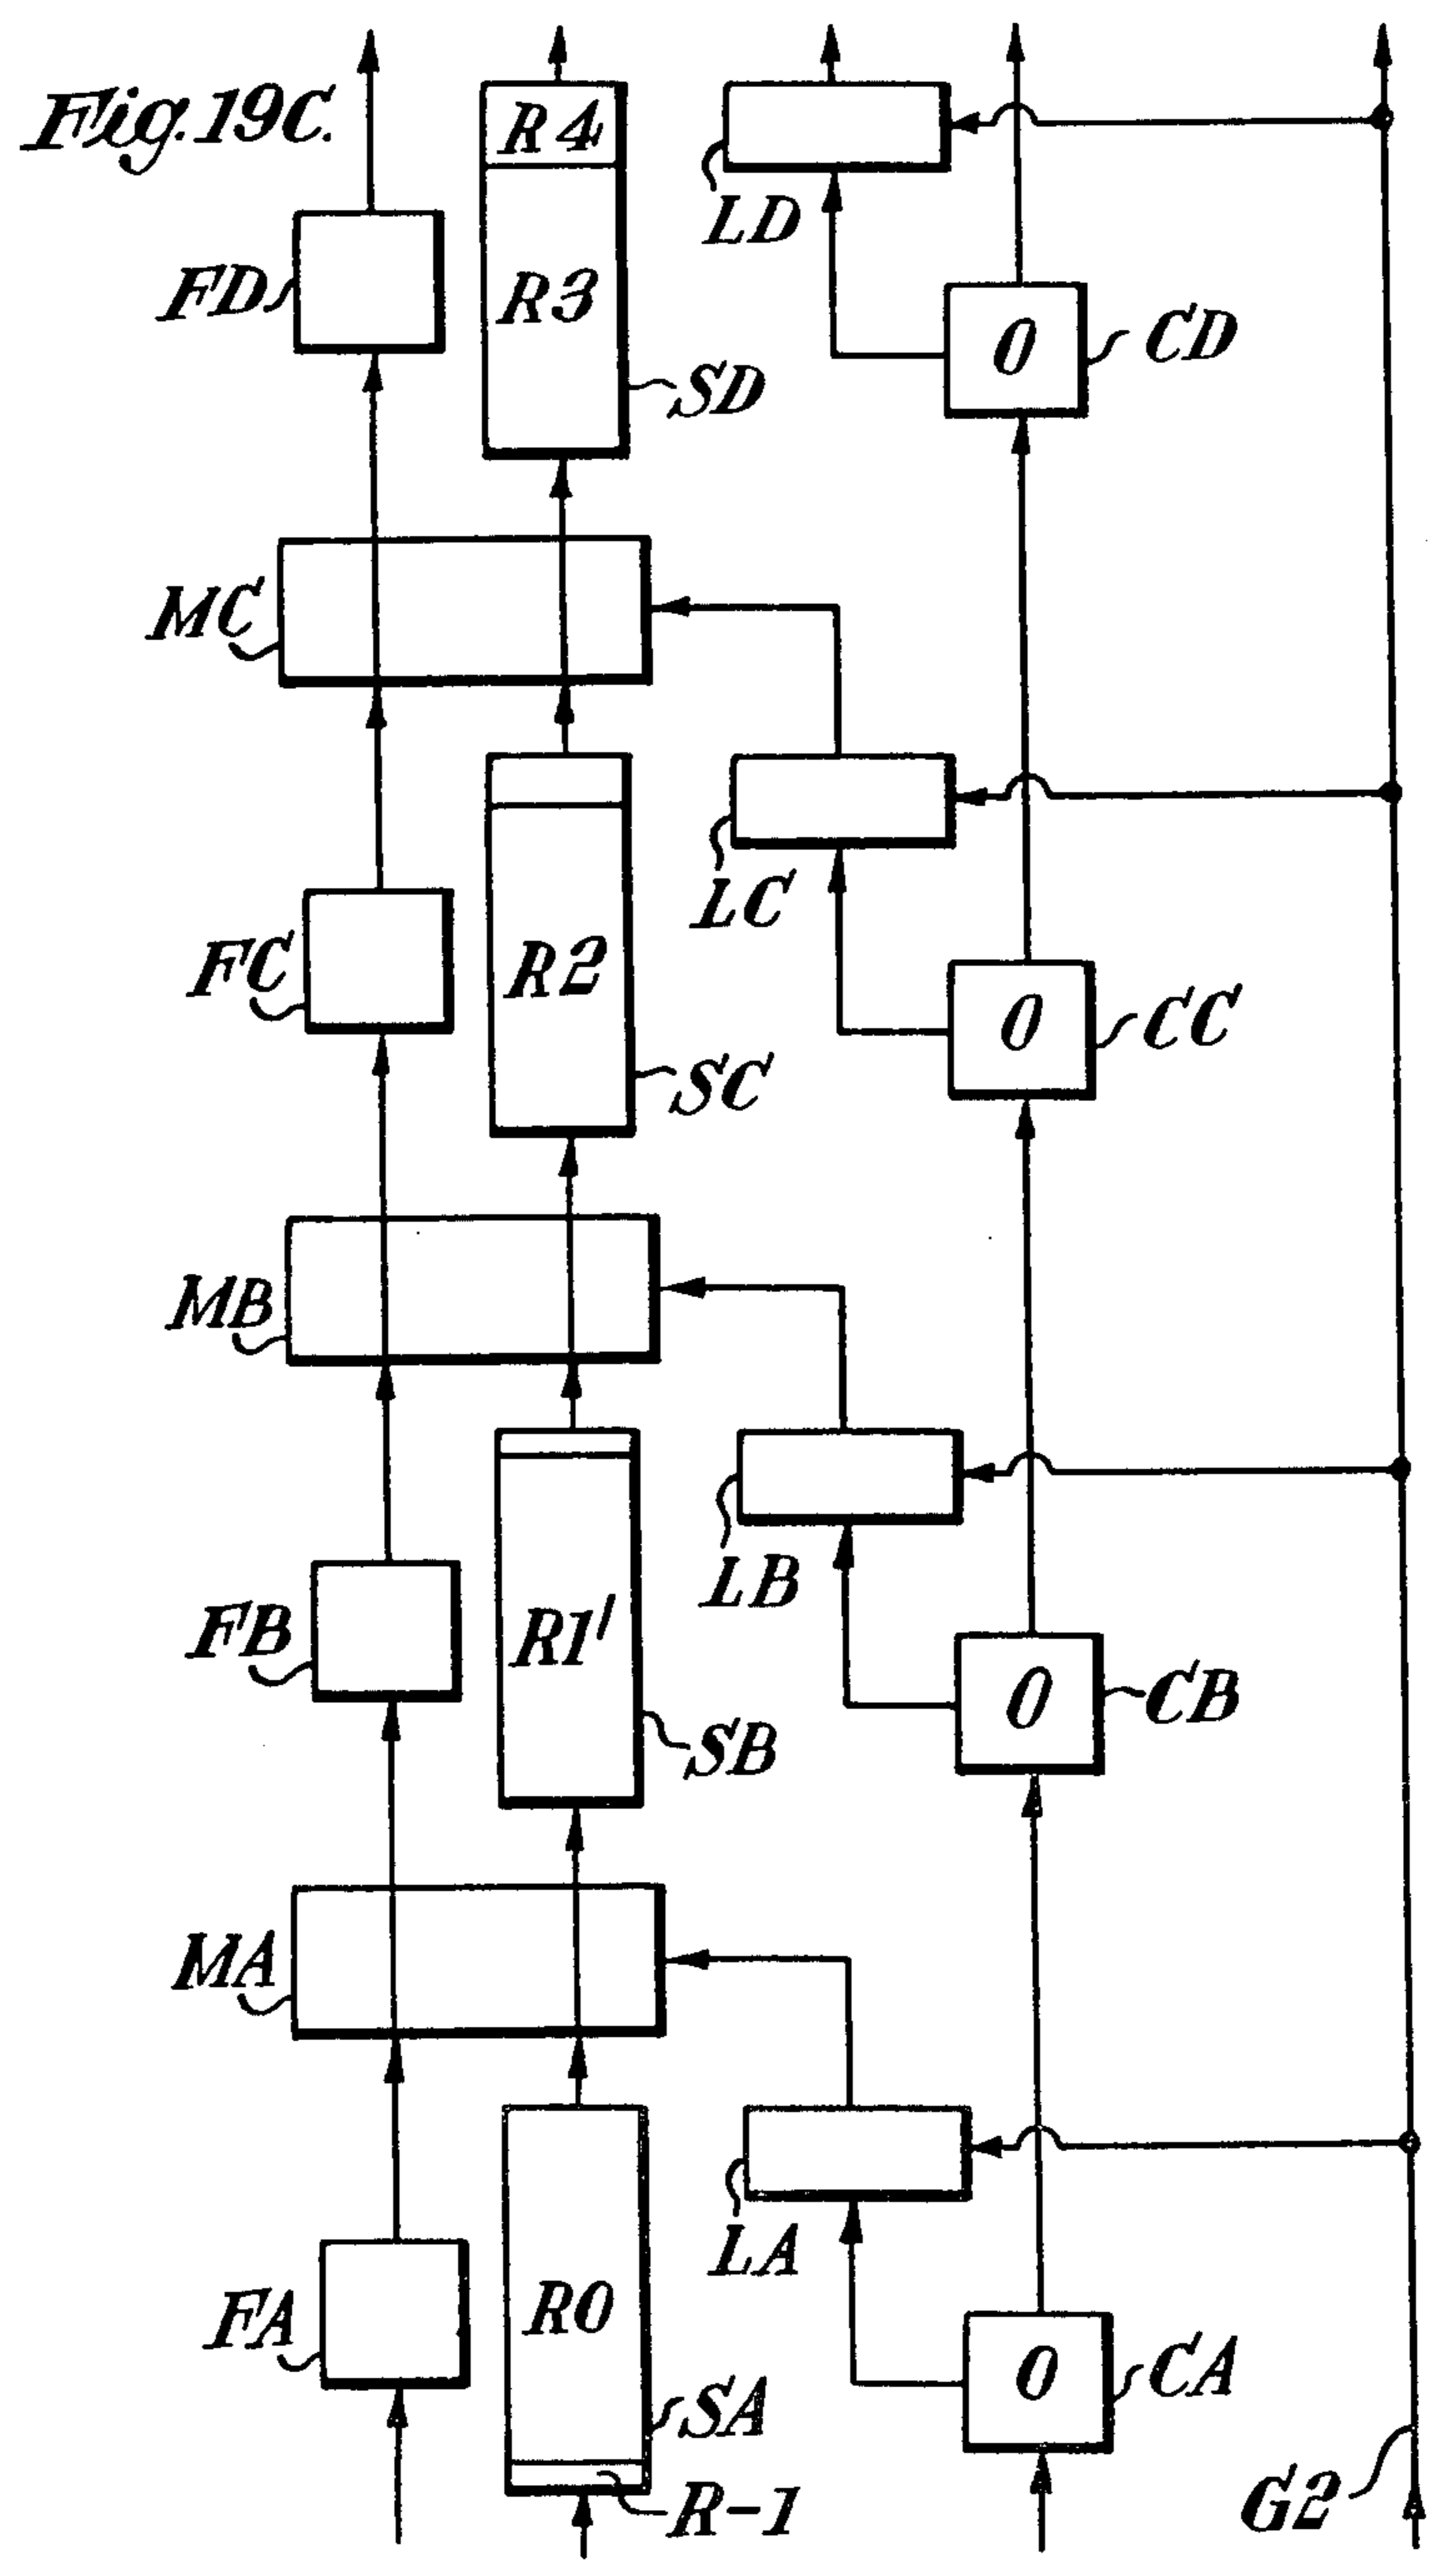 Fig. 19C.
R4
LD
FD
R3
CD
0
SD
MC
LC
FC
R2
0
CC
SC
MB
LB
FB
R1'
0
CB
SB
MA
LA
FA
R0
0
CA
SA
R-1
G2